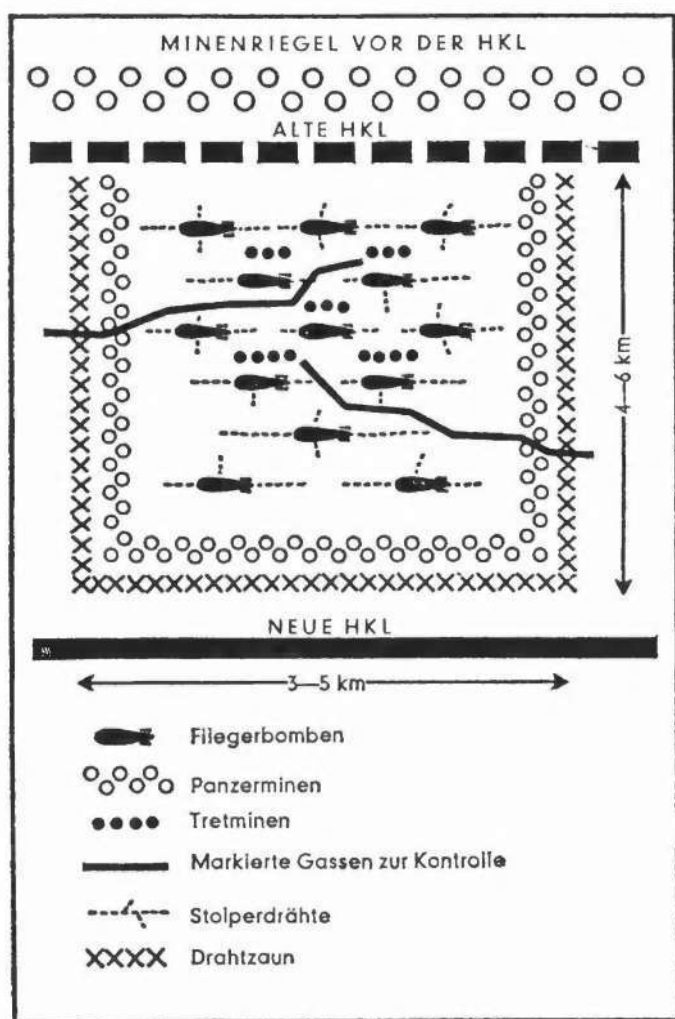 MINENRIEGEL VOR DER HKL
ALTE HKL
4—6 km
NEUE HKL
3—5 km
Fliegerbomben
Panzerminen
Tretminen
Markierte Gassen zur Kontrolle
Stolperdrähte
Drahtzaun